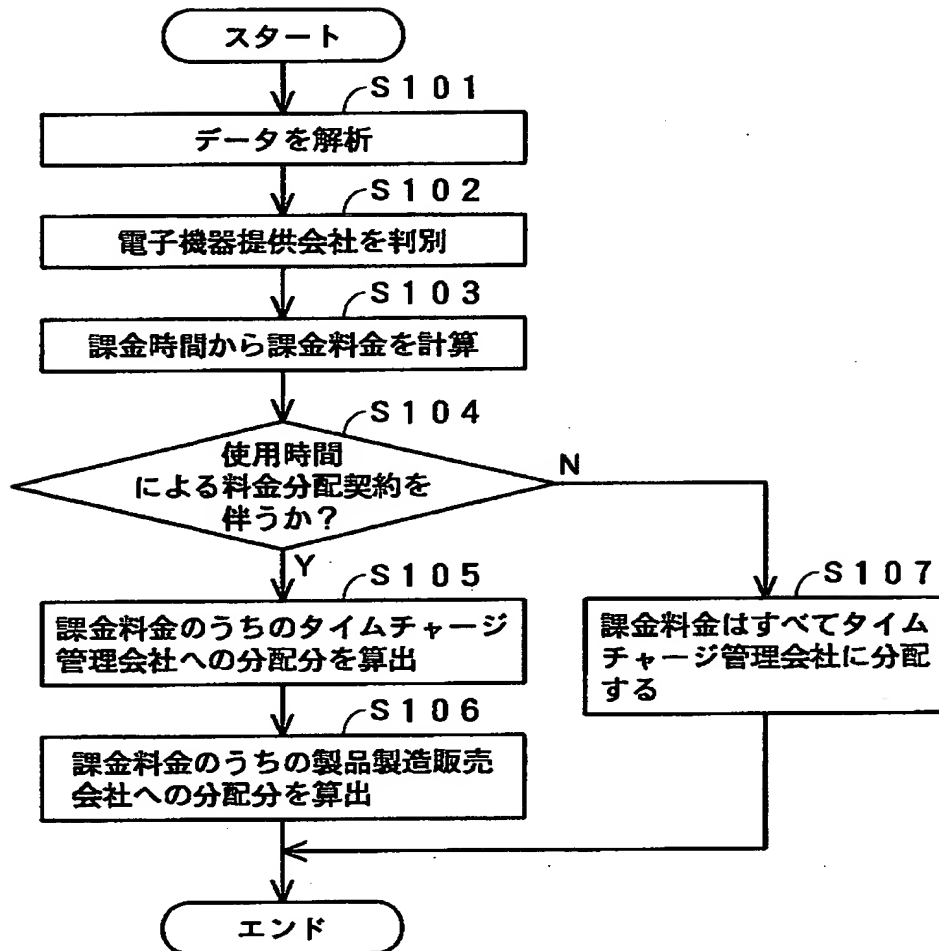 スタート
S101
データを解析
S102
電子機器提供会社を判別
S103
課金時間から課金料金を計算
S104
使用時間
による料金分配契約を
伴うか?
N
Y
S105
課金料金のうちのタイムチャージ
管理会社への分配分を算出
S107
課金料金はすべてタイム
チャージ管理会社に分配
する
S106
課金料金のうちの製品製造販売
会社への分配分を算出
エンド